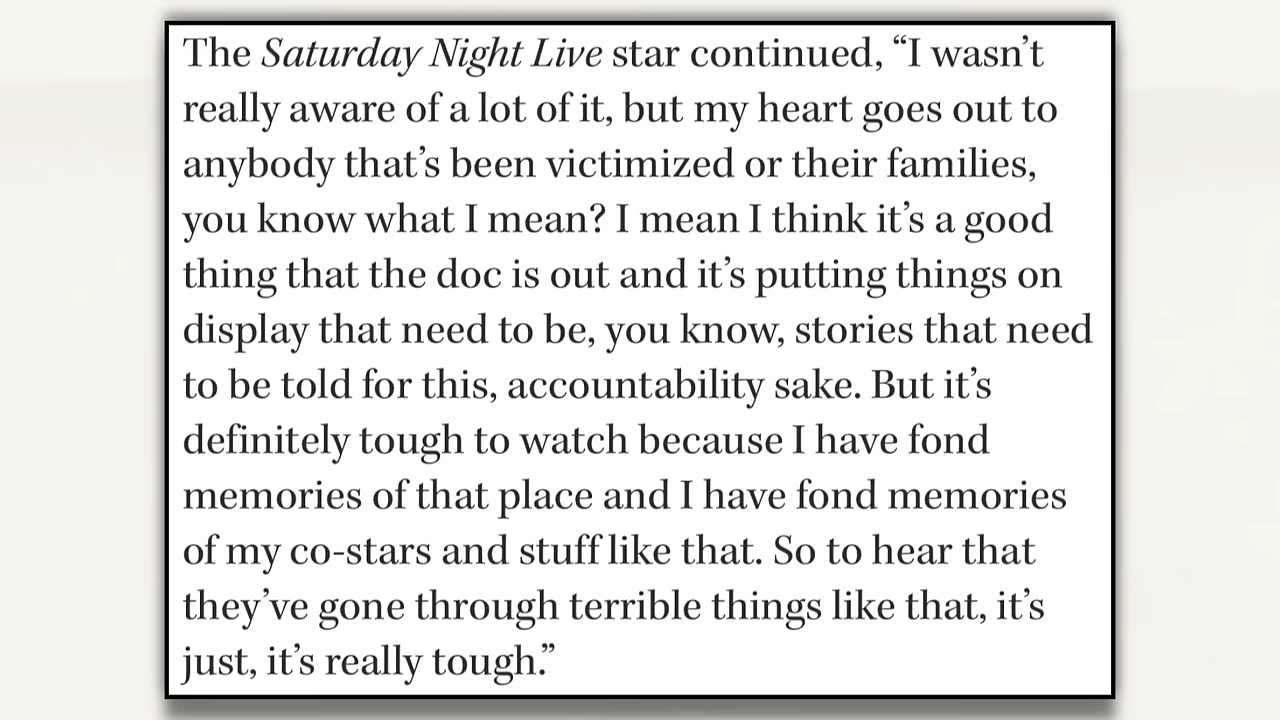 The Saturday Night Live star continued, “I wasn’t
really aware of a lot of it, but my heart goes out to
anybody that’s been victimized or their families,
you know what I mean? I mean I think it’s a good
thing that the doc is out and it’s putting things on
display that need to be, you know, stories that need
to be told for this, accountability sake. But it’s
definitely tough to watch because I have fond
memories of that place and I have fond memories
of my co-stars and stuff like that. So to hear that
they’ve gone through terrible things like that, it’s
just, it’s really tough.”